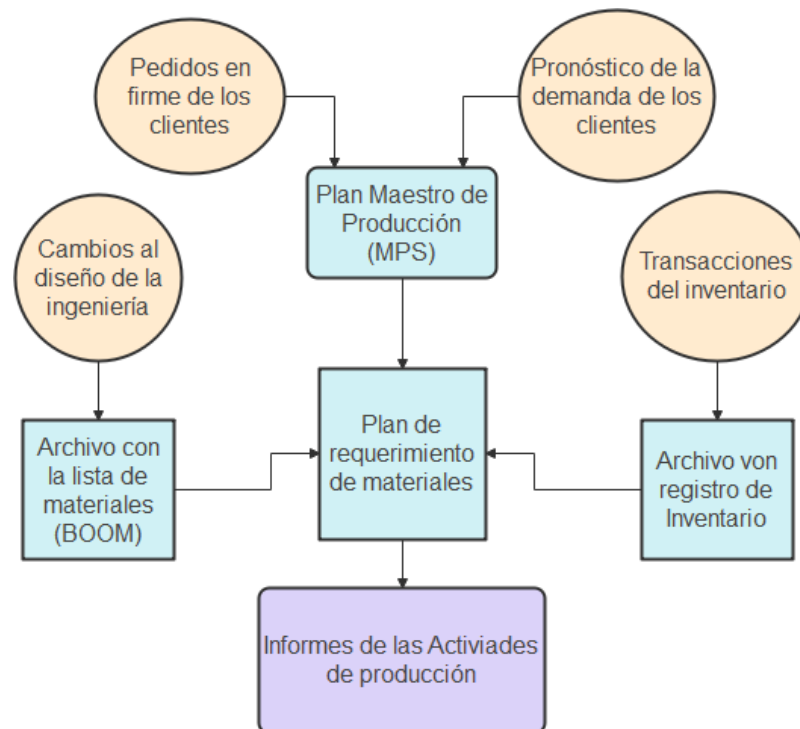 Pedidos en
firme de los
clientes
Pronóstico de la
demanda de los
clientes
Plan Maestro de
Producción
(MPS)
Cambios al
diseño de la
ingeniería
Transacciones
del inventario
Archivo con
la lista de
materiales
(BOOM)
Plan de
requerimiento
de materiales
Archivo von
registro de
Inventario
Informes de las Activiades
de producción